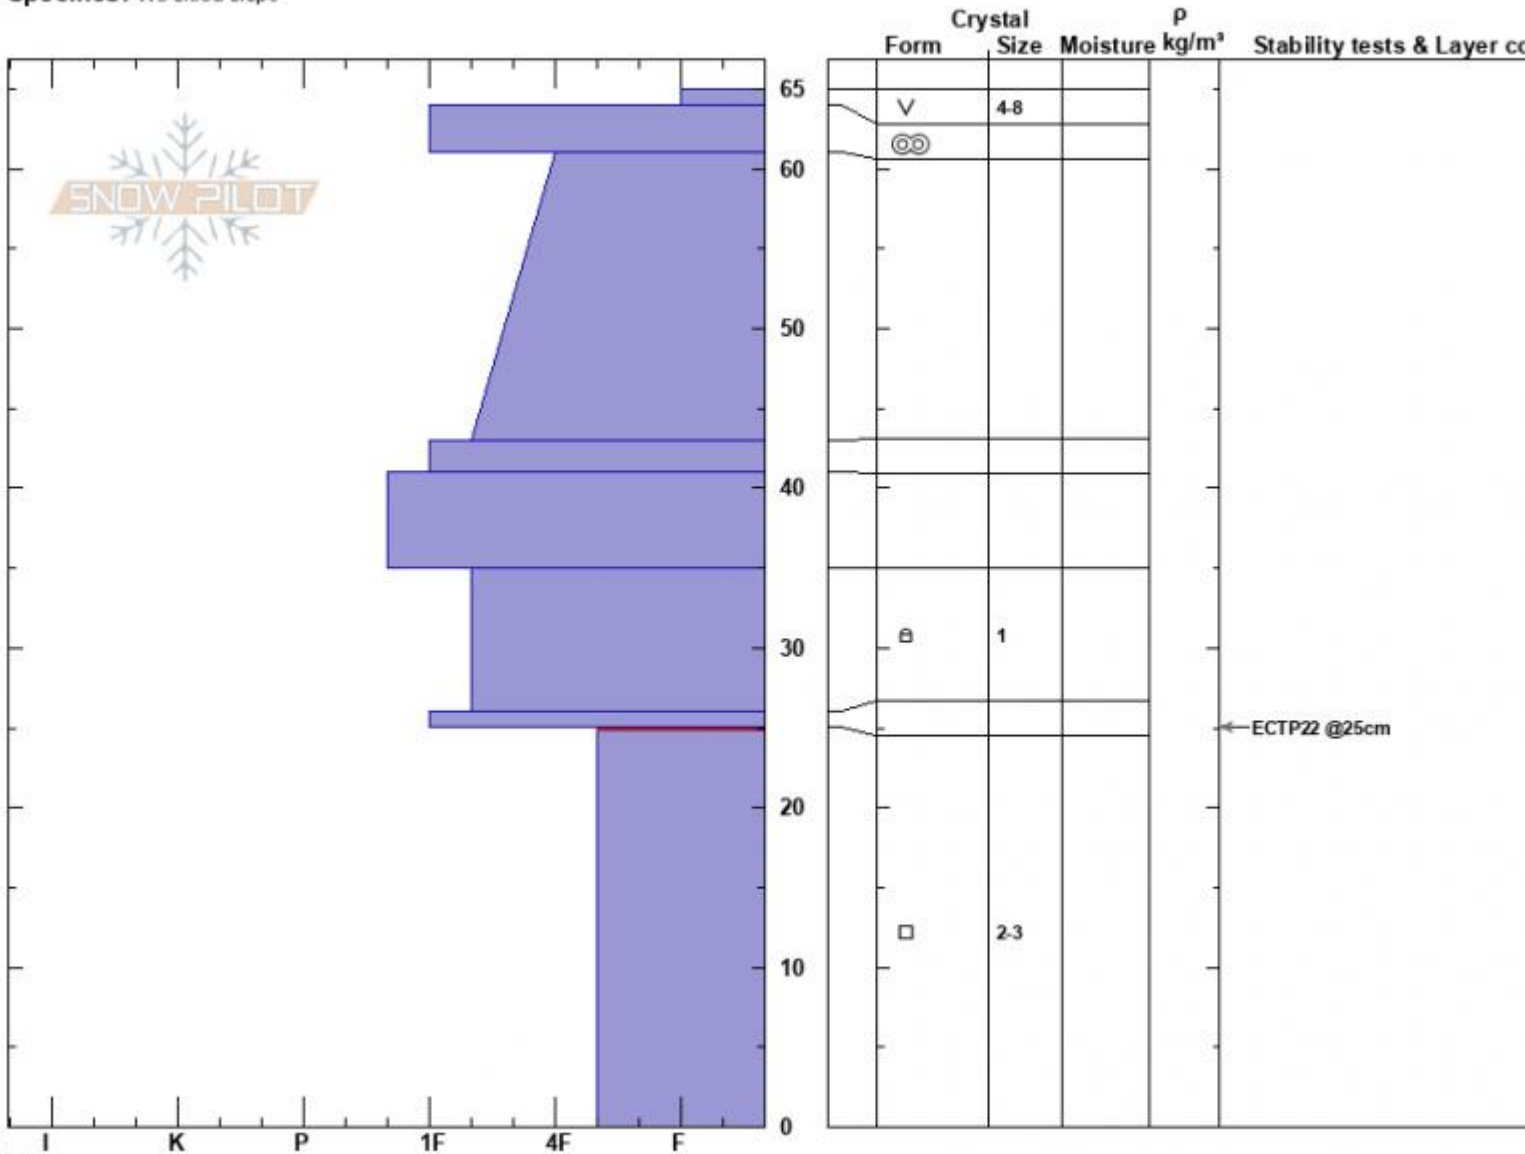 Crystal
ρ
Form Size Moisture kg/m³ Stability tests & Layer co
SNOW PILOT
65
4-8
60
50
40
30
1
ECTP22 @25cm
20
2-3
10
0
I K P 1F 4F F